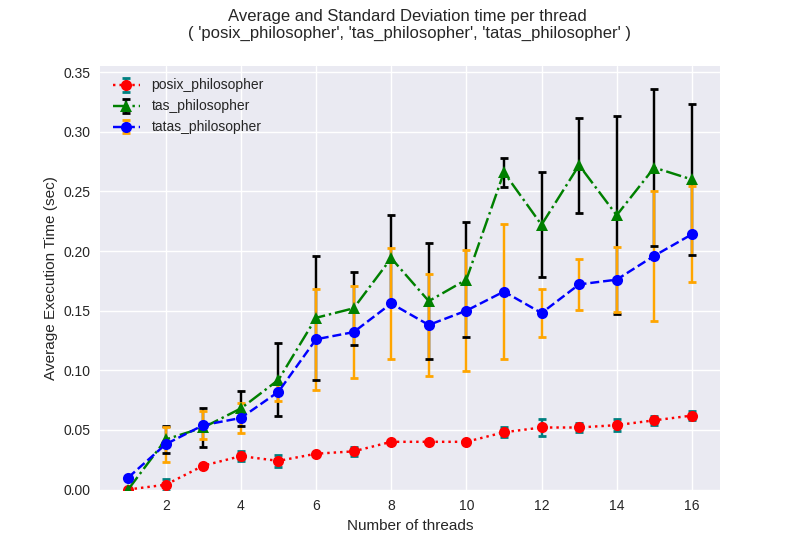 Average and Standard Deviation time per thread
( 'posix_philosopher', 'tas_philosopher', 'tatas_philosopher' )
posix_philosopher
tas_philosopher
tatas_philosopher
Average Execution Time (sec)
0.35
0.30
0.25
0.20
0.15
0.10
0.05
0.00
2 4 6 8 10 12 14 16
Number of threads